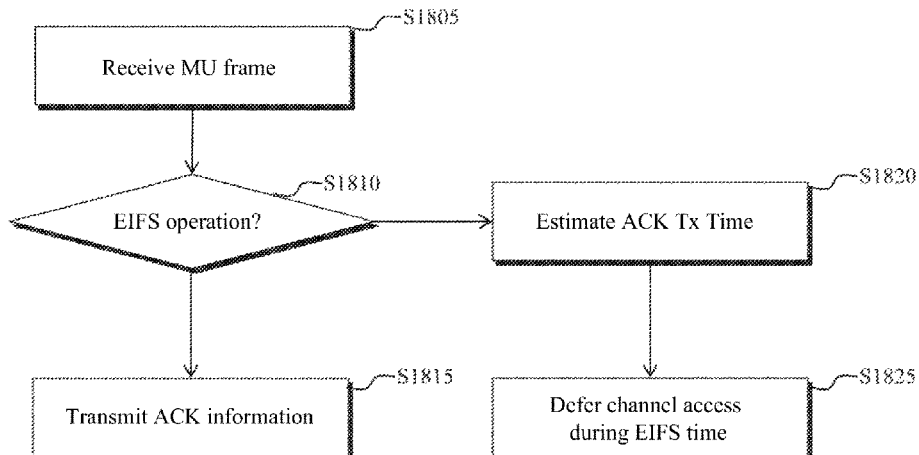 S1805
Receive MU frame
S1810
EIFS operation?
S1820
Estimate ACK Tx Time
S1815
Transmit ACK information
S1825
Defer channel access
during EIFS time